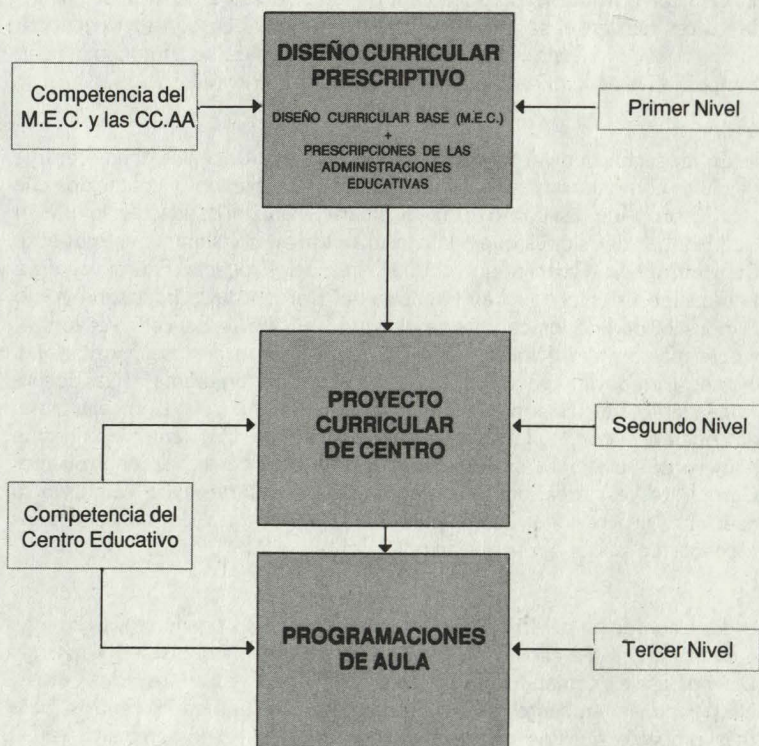 DISEÑO CURRICULAR
PRESCRIPTIVO
DISEÑO CURRICULAR BASE (M.E.C.)
+
PRESCRIPCIONES DE LAS
ADMINISTRACIONES
EDUCATIVAS
Competencia del
M.E.C. y las CC.AA
Primer Nivel
PROYECTO
CURRICULAR
DE CENTRO
Segundo Nivel
Competencia del
Centro Educativo
PROGRAMACIONES
DE AULA
Tercer Nivel